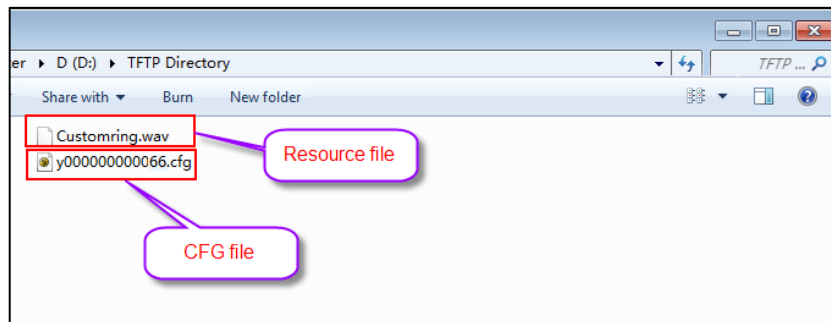 er ▸ D (D:) ▸ TFTP Directory
TFTP ...
Share with ▾ Burn New folder
Customring.wav
Resource file
y000000000066.cfg
CFG file